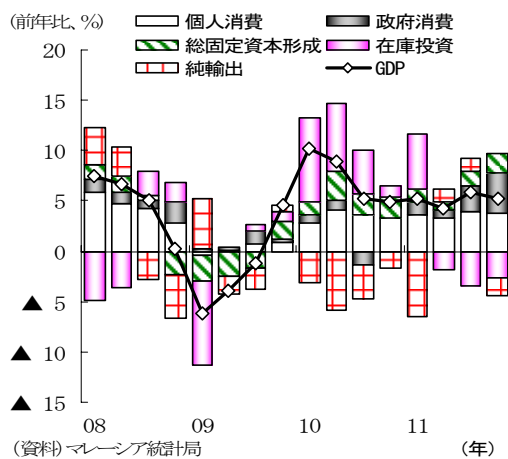 (前年比、%)
個人消費 政府消費
総固定資本形成 在庫投資
純輸出 GDP
20
15
10
5
0
▲ 5
▲ 10
▲ 15
08 09 10 11
(資料)マレーシア統計局 (年)